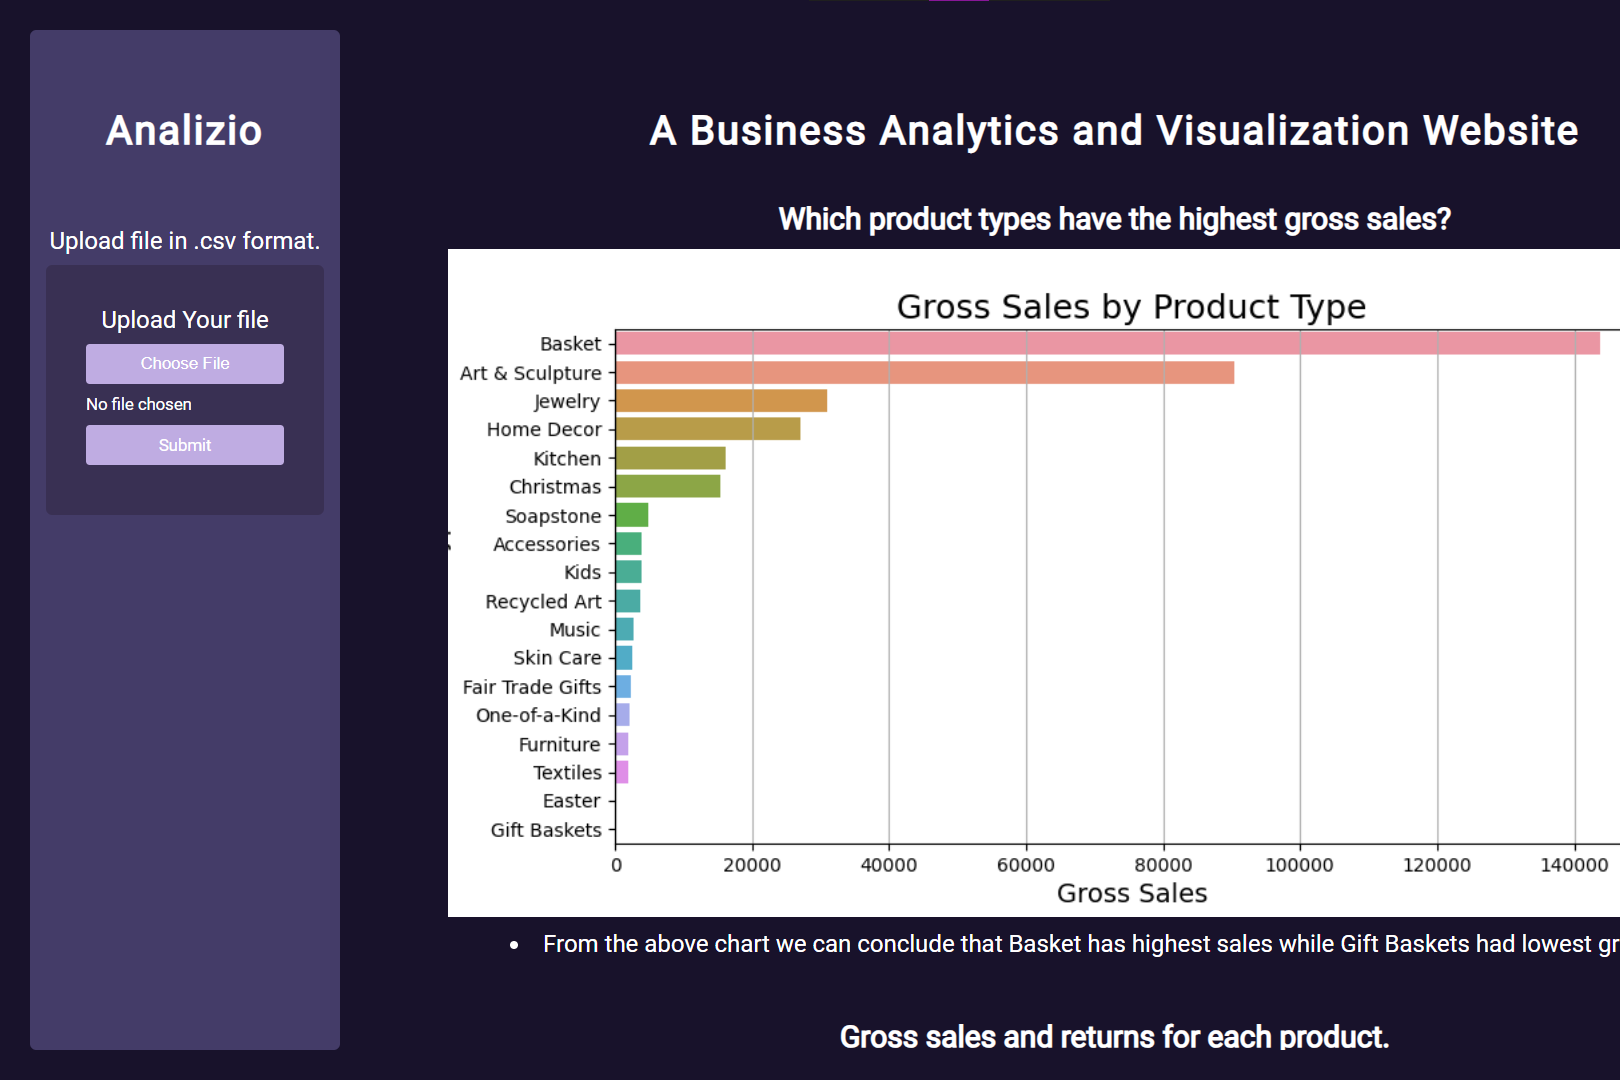 Analizio
Upload file in .csv format.
Upload Your file
Choose File
No file chosen
Submit
A Business Analytics and Visualization Website
Which product types have the highest gross sales?
Gross Sales by Product Type
Basket
Art & Sculpture
Jewelry
Home Decor
Kitchen
Christmas
Soapstone
Accessories
Kids
Recycled Art
Music
Skin Care
Fair Trade Gifts
One-of-a-Kind
Furniture
Textiles
Easter
Gift Baskets
0 20000 40000 60000 80000 100000 120000 140000
Gross Sales
• From the above chart we can conclude that Basket has highest sales while Gift Baskets had lowest gr
Gross sales and returns for each product.